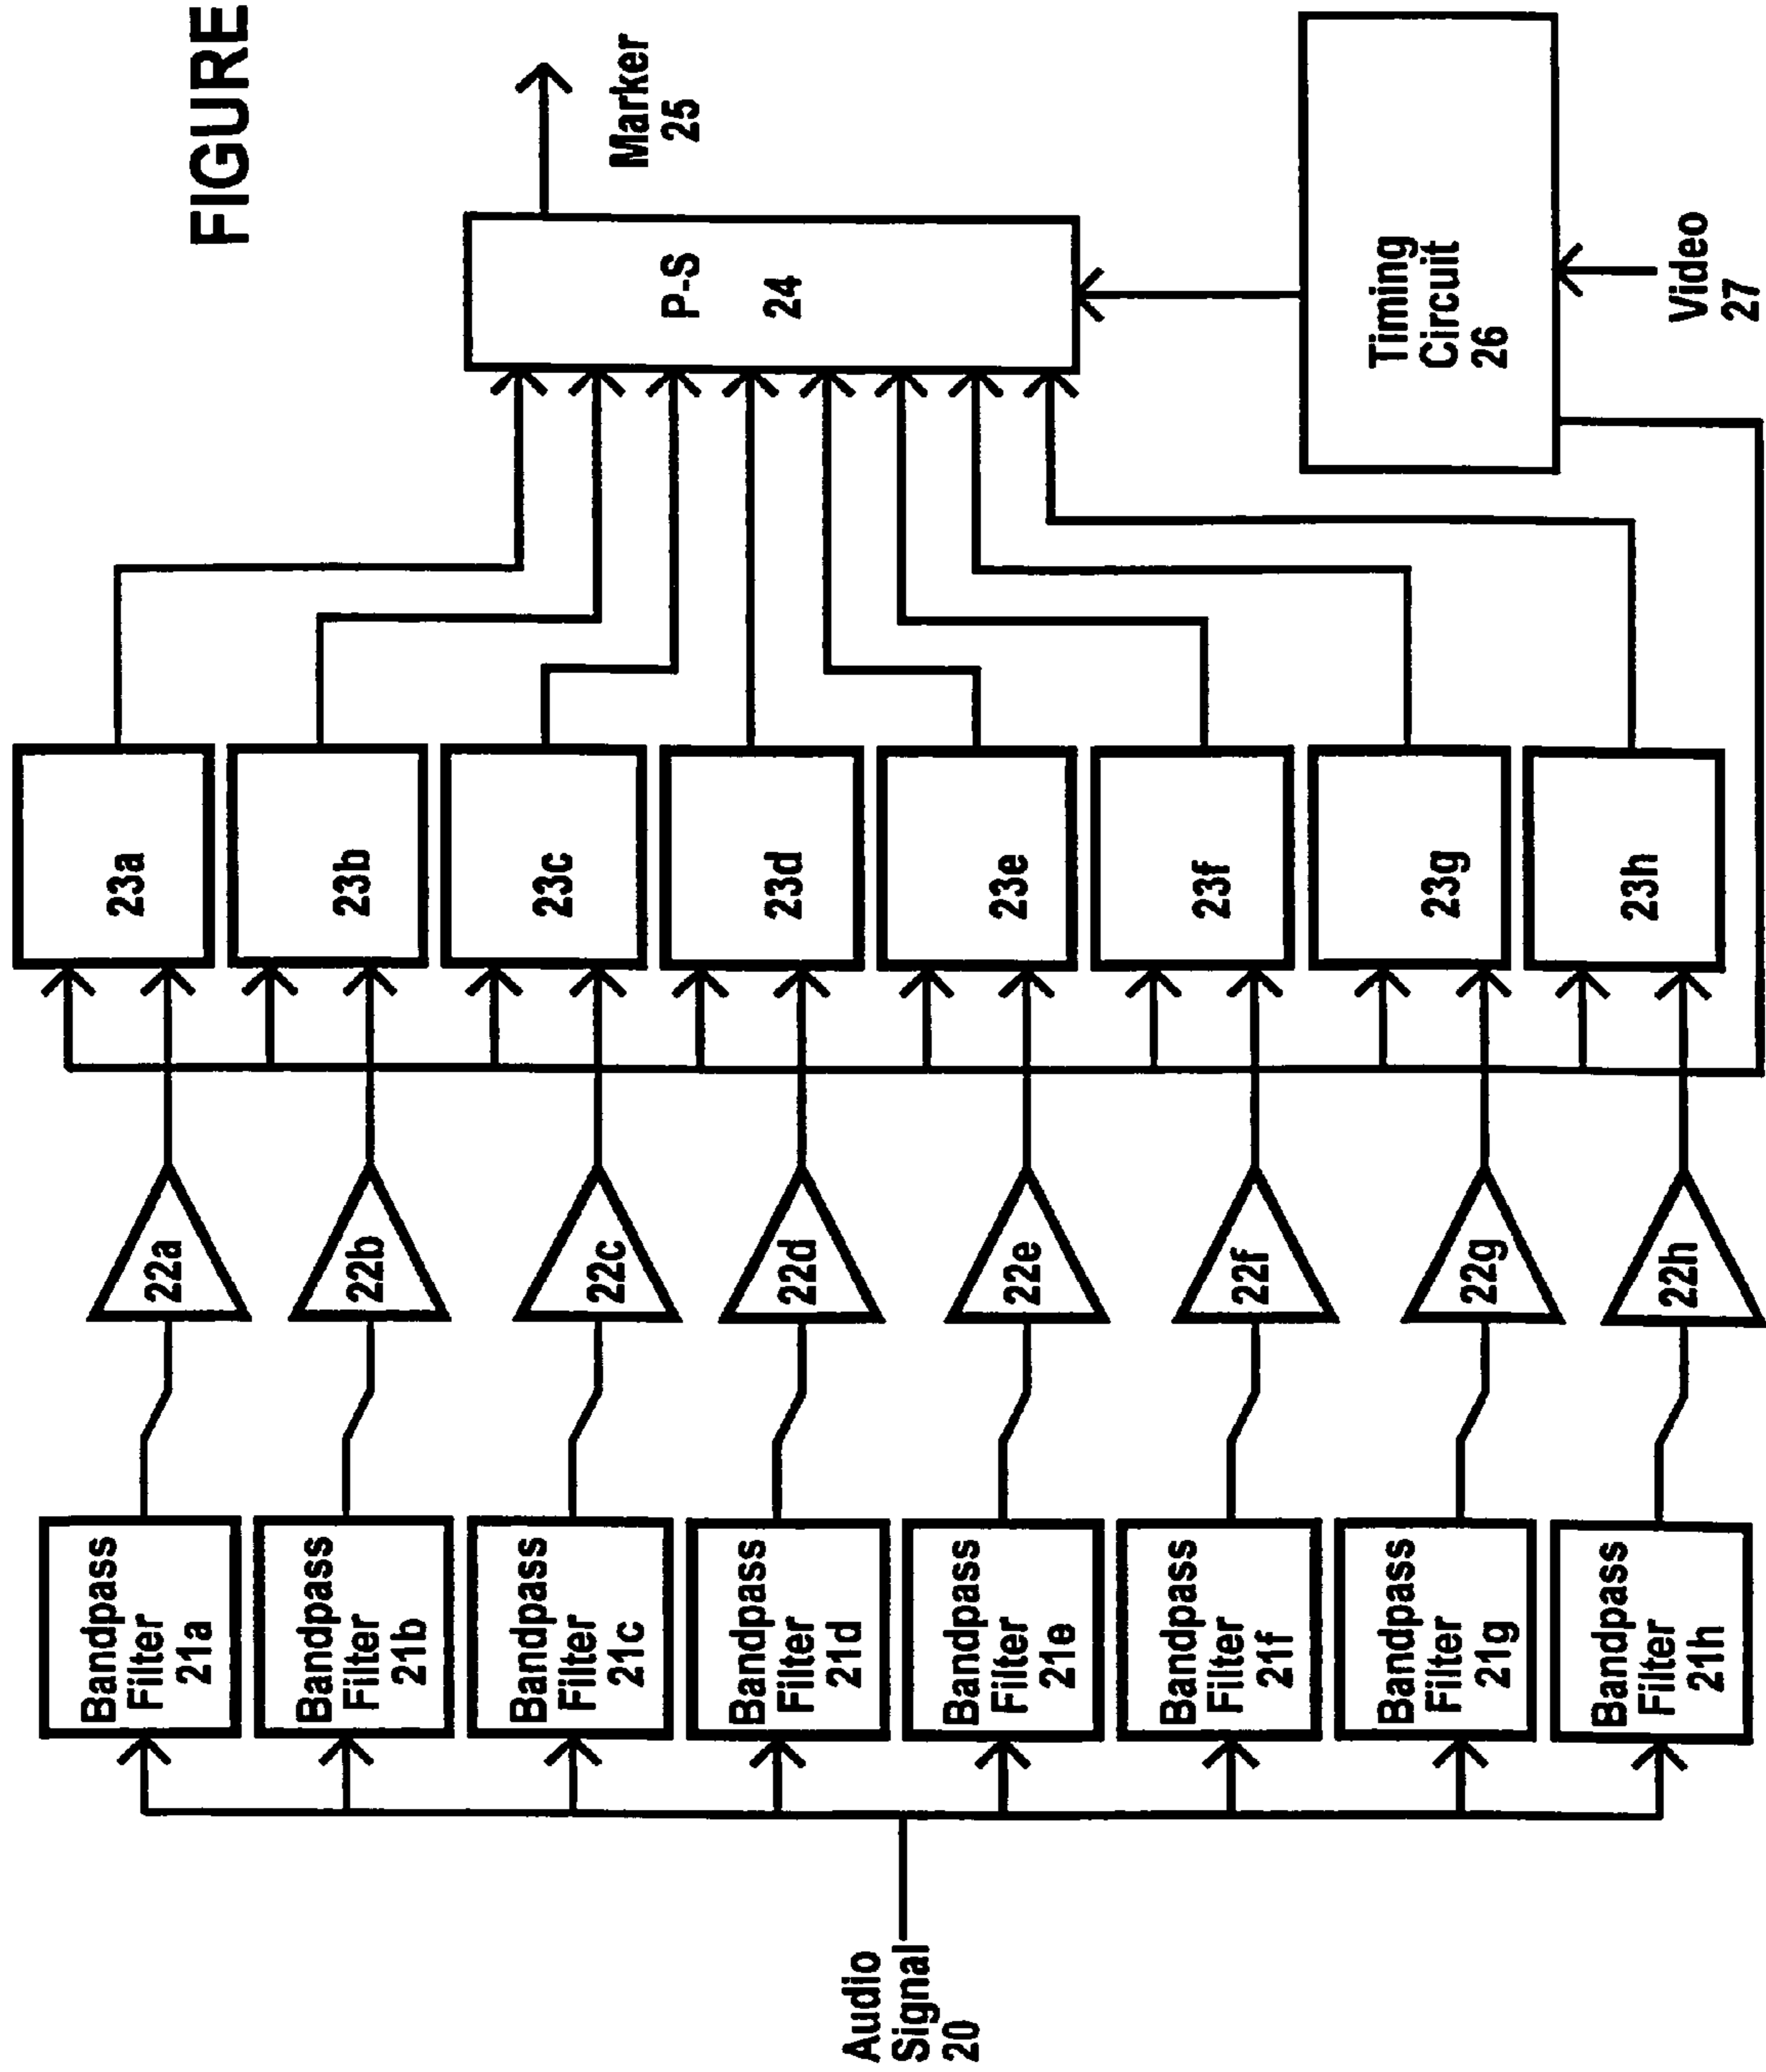 FIGURE
Bandpass
Filter
21a
22a
23a
Bandpass
Filter
21b
22b
23b
Bandpass
Filter
21c
22c
23c
Bandpass
Filter
21d
22d
23d
Bandpass
Filter
21e
22e
23e
Bandpass
Filter
21f
22f
23f
Bandpass
Filter
21g
22g
23g
Bandpass
Filter
21h
22h
23h
Audio
Signal
20
P-S
24
Marker
25
Timing
Circuit
26
Video
27